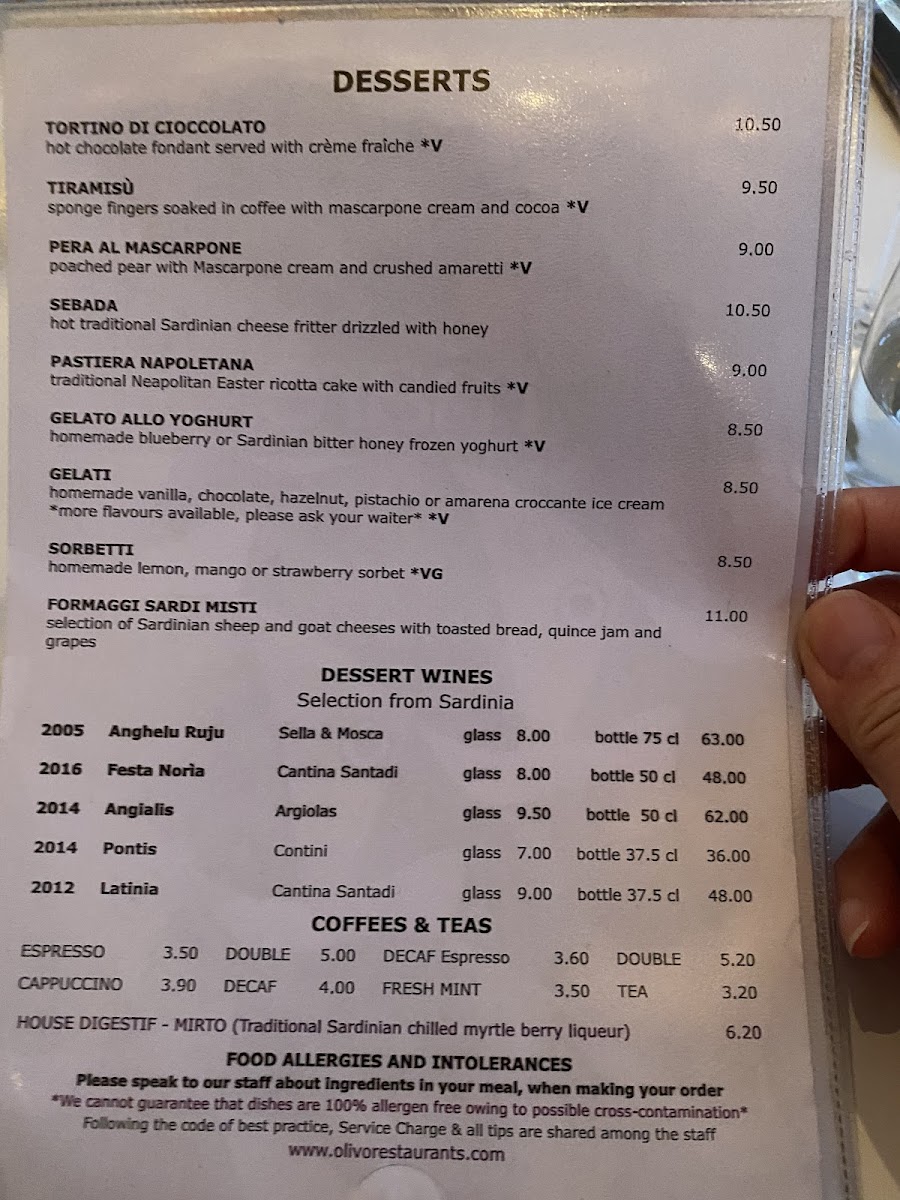 DESSERTS
TORTINO DI CIOCCOLATO 10.50
hot chocolate fondant served with crème fraîche *V
TIRAMISÙ 9.50
sponge fingers soaked in coffee with mascarpone cream and cocoa *V
PERA AL MASCARPONE 9.00
poached pear with Mascarpone cream and crushed amaretti *V
SEBADA 10.50
hot traditional Sardinian cheese fritter drizzled with honey
PASTIERA NAPOLETANA 9.00
traditional Neapolitan Easter ricotta cake with candied fruits *V
GELATO ALLO YOGHURT 8.50
homemade blueberry or Sardinian bitter honey frozen yoghurt *V
GELATI 8.50
homemade vanilla, chocolate, hazelnut, pistachio or amarena croccante ice cream
*more flavours available, please ask your waiter* *V
SORBETTI 8.50
homemade lemon, mango or strawberry sorbet *VG
FORMAGGI SARDI MISTI 11.00
selection of Sardinian sheep and goat cheeses with toasted bread, quince jam and
grapes
DESSERT WINES
Selection from Sardinia
2005 Anghelu Ruju Sella & Mosca glass 8.00 bottle 75 cl 63.00
2016 Festa Norìa Cantina Santadi glass 8.00 bottle 50 cl 48.00
2014 Angialis Argiolas glass 9.50 bottle 50 cl 62.00
2014 Pontis Contini glass 7.00 bottle 37.5 cl 36.00
2012 Latinia Cantina Santadi glass 9.00 bottle 37.5 cl 48.00
COFFEES & TEAS
ESPRESSO 3.50 DOUBLE 5.00 DECAF Espresso 3.60 DOUBLE 5.20
CAPPUCCINO 3.90 DECAF 4.00 FRESH MINT 3.50 TEA 3.20
HOUSE DIGESTIF - MIRTO (Traditional Sardinian chilled myrtle berry liqueur) 6.20
FOOD ALLERGIES AND INTOLERANCES
Please speak to our staff about ingredients in your meal, when making your order
*We cannot guarantee that dishes are 100% allergen free owing to possible cross-contamination*
Following the code of best practice, Service Charge & all tips are shared among the staff
www.olivorestaurants.com